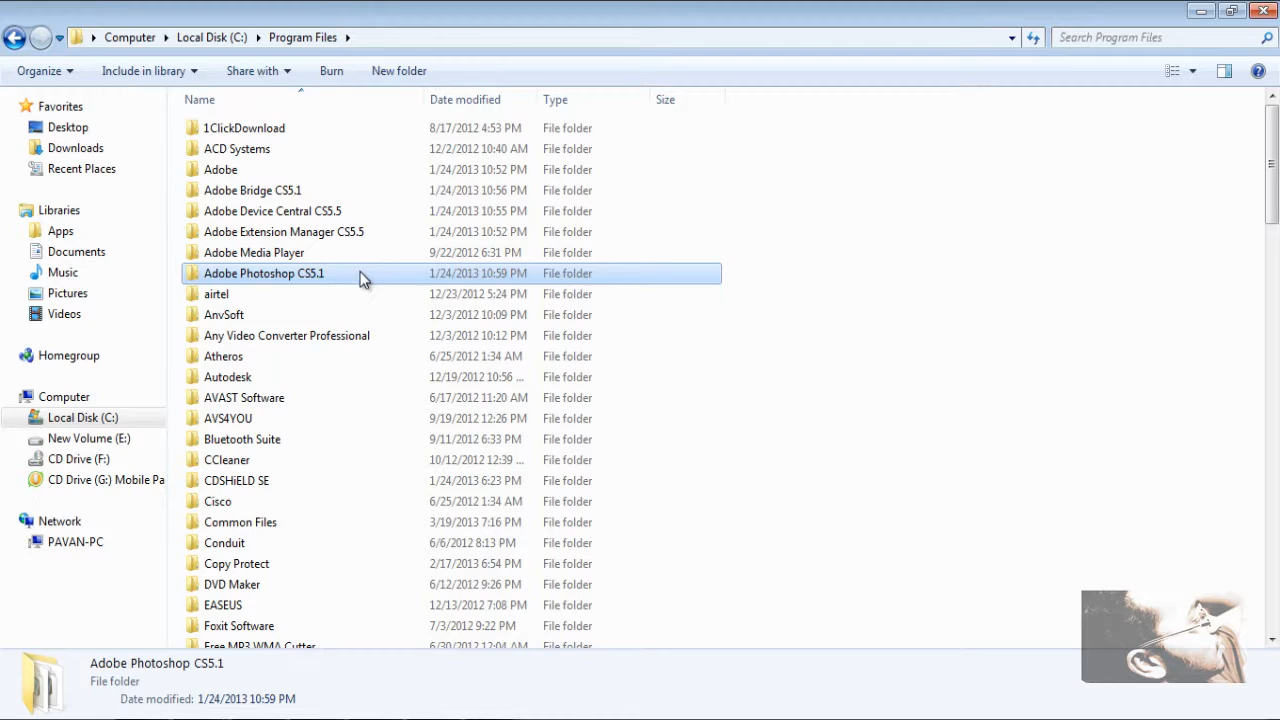 Computer Local Disk (C:) Program Files Search Program Files
Organize Include in library Share with Burn New folder
Name Date modified Type Size
Favorites
Desktop
Downloads
Recent Places
Libraries
Apps
Documents
Music
Pictures
Videos
Homegroup
Computer
Local Disk (C:)
New Volume (E:)
CD Drive (F:)
CD Drive (G:) Mobile Pa
Network
PAVAN-PC
1ClickDownload 8/17/2012 4:53 PM File folder
ACD Systems 12/2/2012 10:40 AM File folder
Adobe 1/24/2013 10:52 PM File folder
Adobe Bridge CS5.1 1/24/2013 10:56 PM File folder
Adobe Device Central CS5.5 1/24/2013 10:55 PM File folder
Adobe Extension Manager CS5.5 1/24/2013 10:52 PM File folder
Adobe Media Player 9/22/2012 6:31 PM File folder
Adobe Photoshop CS5.1 1/24/2013 10:59 PM File folder
airtel 12/23/2012 5:24 PM File folder
AnvSoft 12/3/2012 10:09 PM File folder
Any Video Converter Professional 12/3/2012 10:12 PM File folder
Atheros 6/25/2012 1:34 AM File folder
Autodesk 12/19/2012 10:56 ... File folder
AVAST Software 6/17/2012 11:20 AM File folder
AVS4YOU 9/19/2012 12:26 PM File folder
Bluetooth Suite 9/11/2012 6:33 PM File folder
CCleaner 10/12/2012 12:39 ... File folder
CDSHiELD SE 1/24/2013 6:23 PM File folder
Cisco 6/25/2012 1:34 AM File folder
Common Files 3/19/2013 7:16 PM File folder
Conduit 6/6/2012 8:13 PM File folder
Copy Protect 2/17/2013 6:54 PM File folder
DVD Maker 6/12/2012 9:26 PM File folder
EASEUS 12/13/2012 7:08 PM File folder
Foxit Software 7/3/2012 9:22 PM File folder
Free MP3 WMA Cutter 6/30/2012 12:04 AM File folder
Adobe Photoshop CS5.1
File folder
Date modified: 1/24/2013 10:59 PM